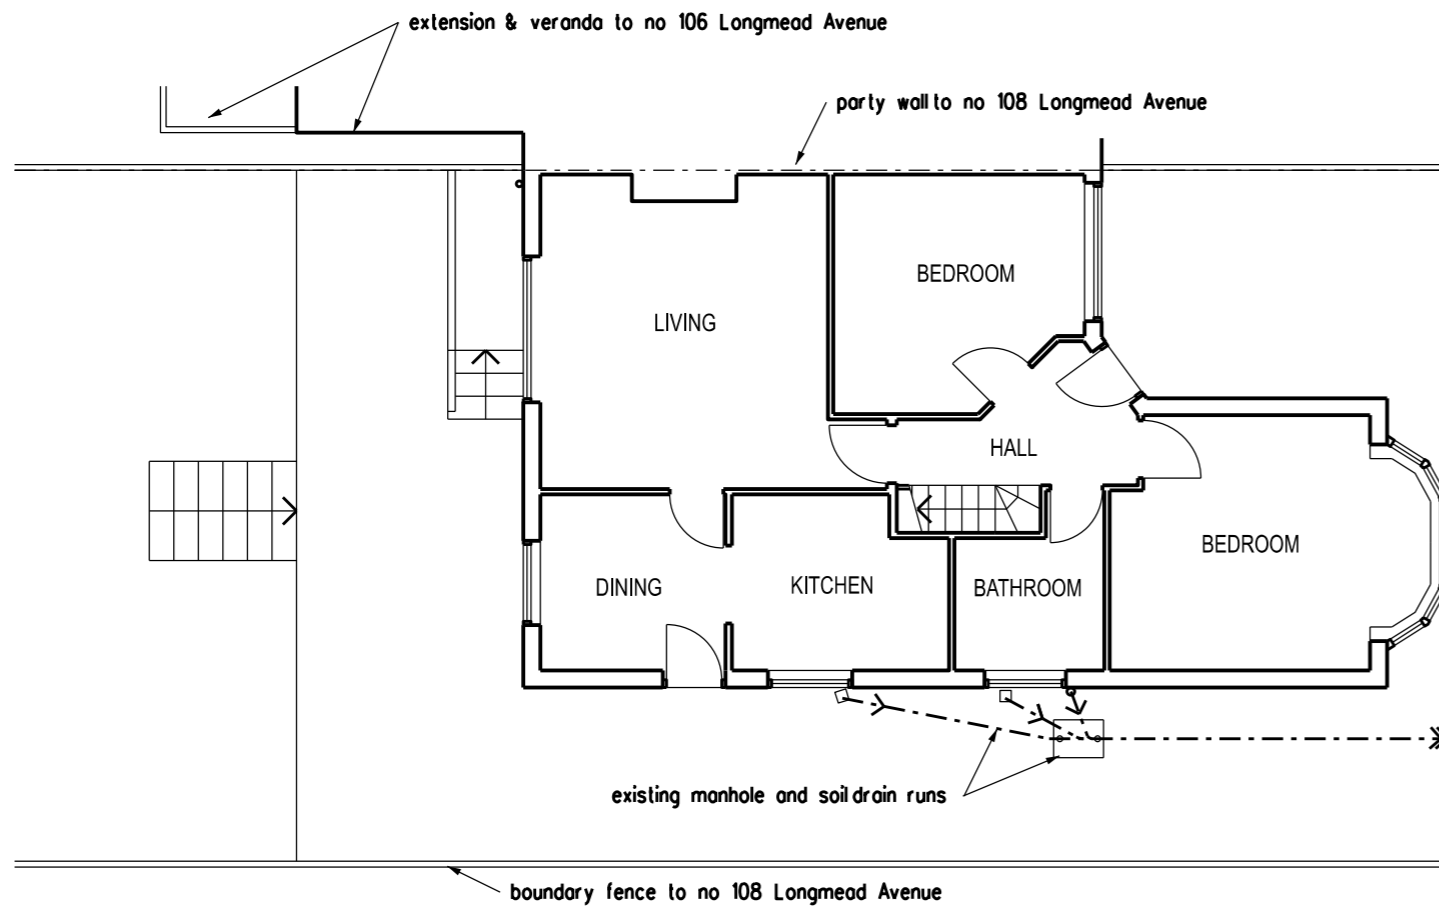 extension & veranda to no 106 Longmead Avenue
party wall to no 108 Longmead Avenue
BEDROOM
LIVING
HALL
BEDROOM
DINING
KITCHEN
BATHROOM
existing manhole and soil drain runs
boundary fence to no 108 Longmead Avenue